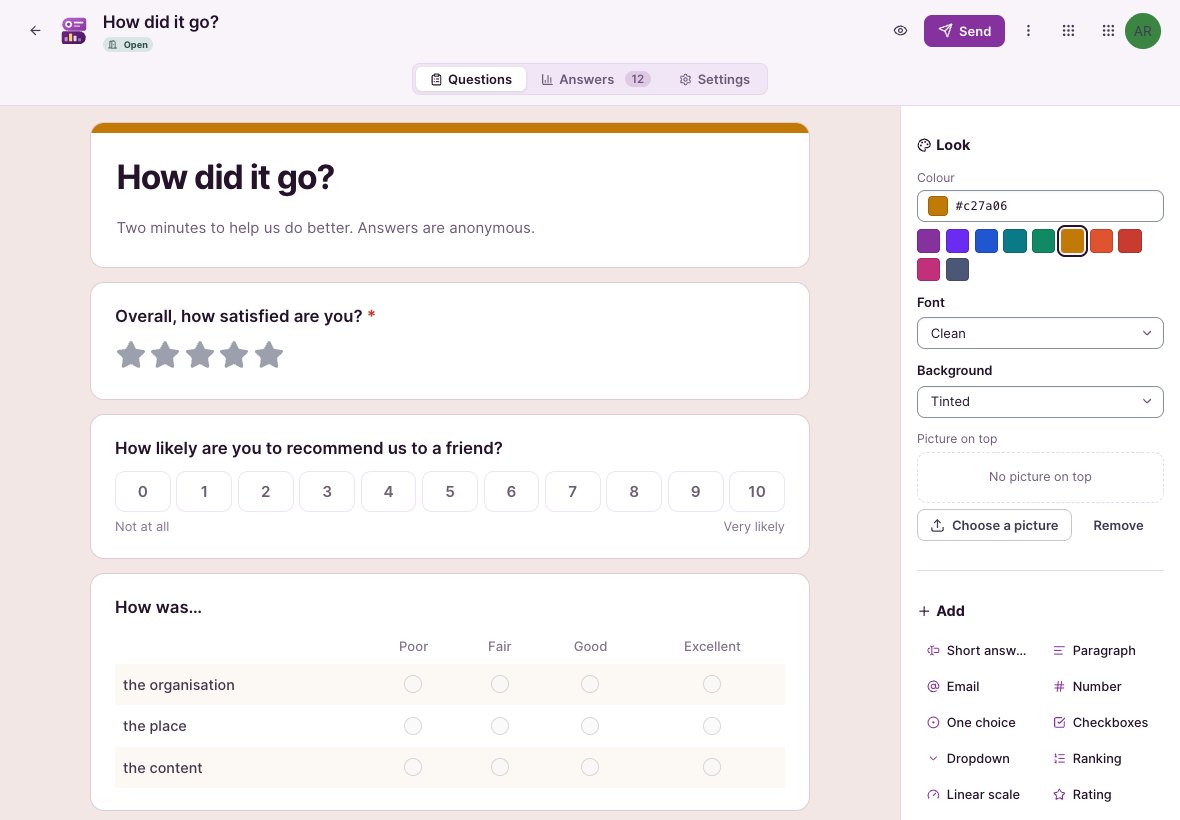 How did it go?
Open
Send
AR
Questions
Answers 12
Settings
How did it go?
Two minutes to help us do better. Answers are anonymous.
Overall, how satisfied are you? *
How likely are you to recommend us to a friend?
0 1 2 3 4 5 6 7 8 9 10
Not at all Very likely
How was...
Poor Fair Good Excellent
the organisation
the place
the content
Look
Colour
#c27a06
Font
Clean
Background
Tinted
Picture on top
No picture on top
Choose a picture Remove
Add
Short answ... Paragraph
Email Number
One choice Checkboxes
Dropdown Ranking
Linear scale Rating